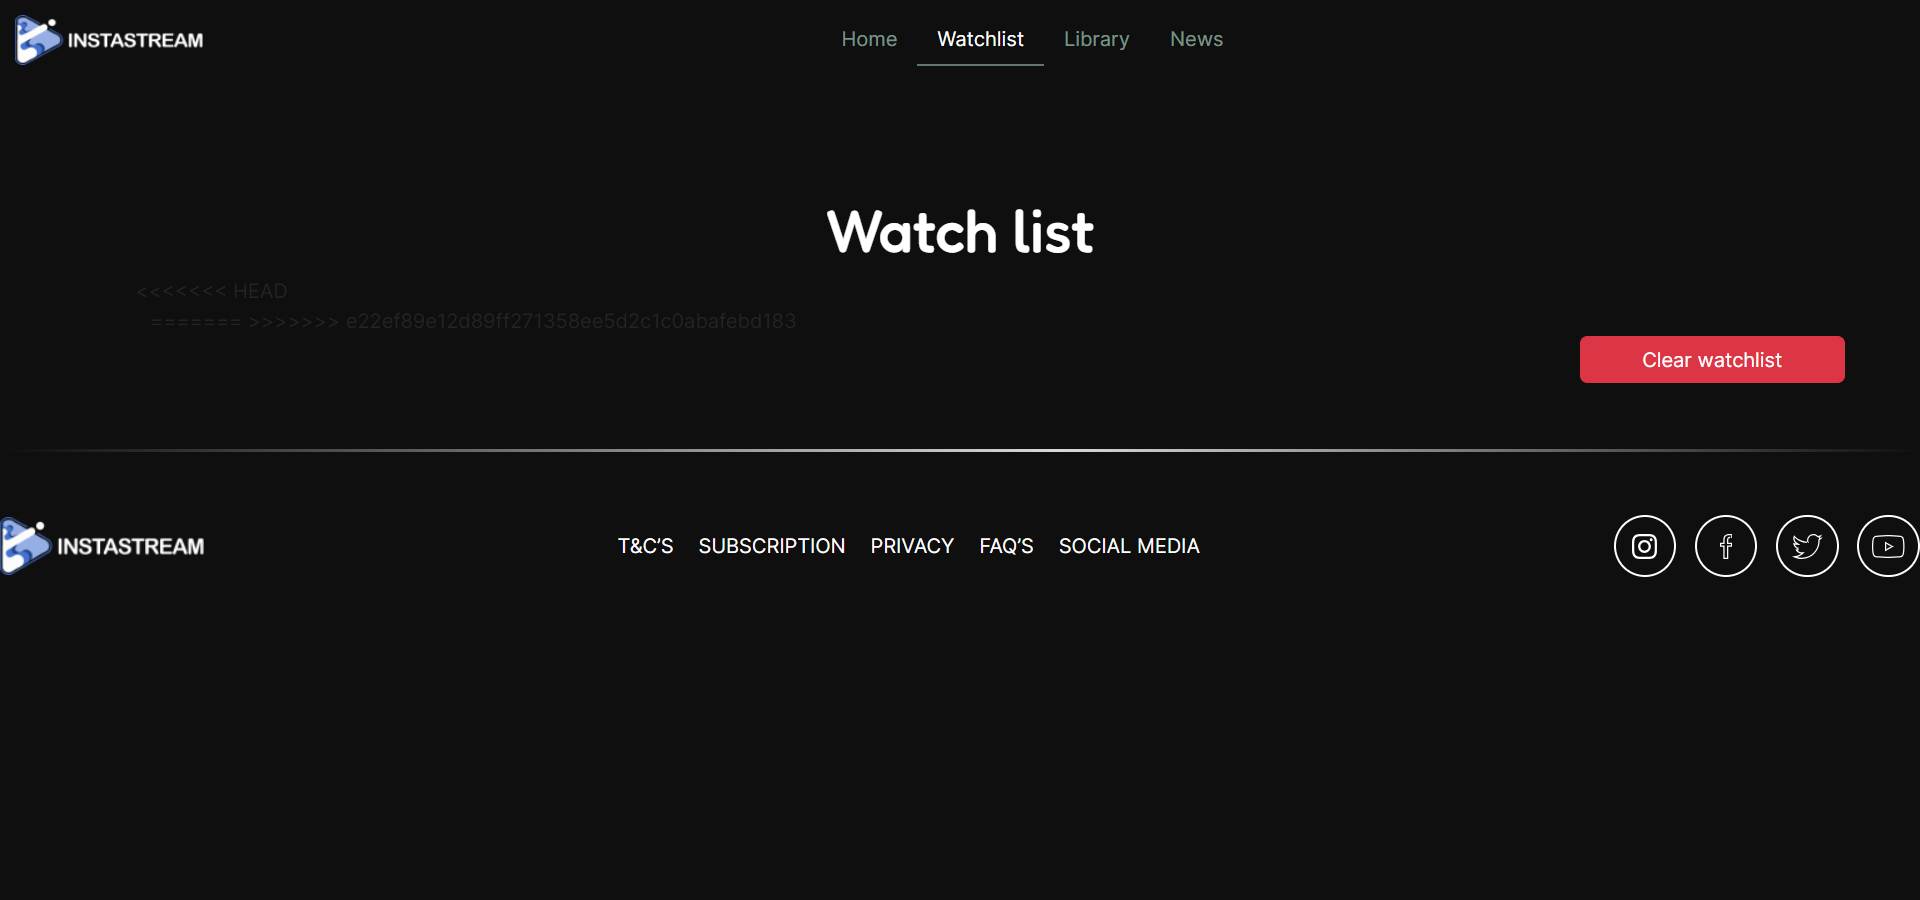 INSTASTREAM
Home Watchlist Library News
Watch list
<<<<<<< HEAD
======= >>>>>>> e22ef89e12d89ff271358ee5d2c1c0abafebd183
Clear watchlist
INSTASTREAM
T&C’S SUBSCRIPTION PRIVACY FAQ’S SOCIAL MEDIA